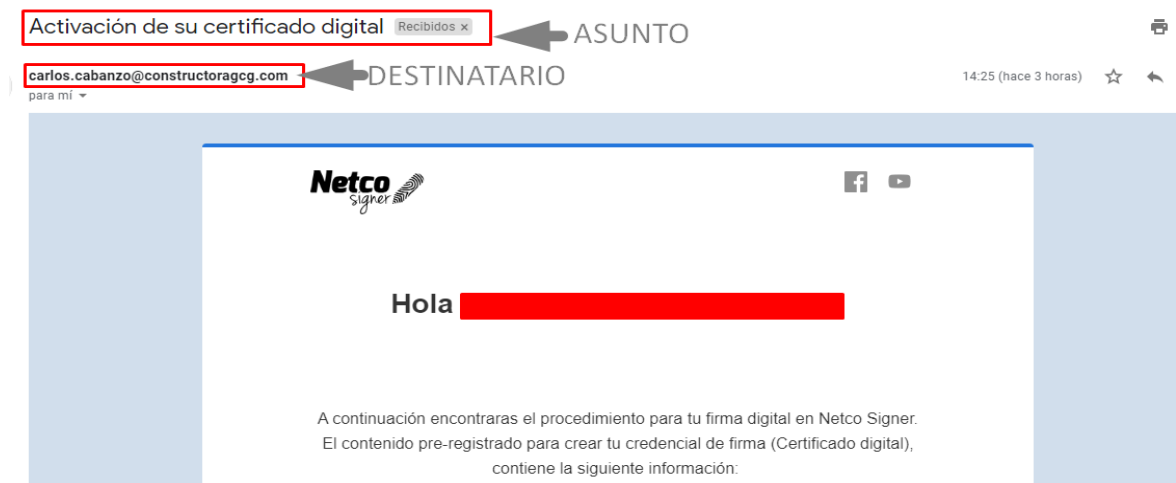 Activación de su certificado digital Recibidos x
ASUNTO
carlos.cabanzo@constructoragcg.com
DESTINATARIO
14:25 (hace 3 horas)
para mí
Netco
signer
Hola
A continuación encontraras el procedimiento para tu firma digital en Netco Signer.
El contenido pre-registrado para crear tu credencial de firma (Certificado digital),
contiene la siguiente información: